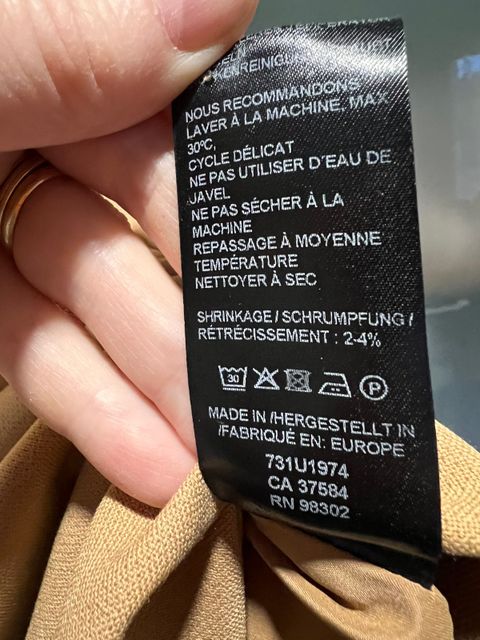 NOUS RECOMMANDONS
LAVER À LA MACHINE, MAX
30ºC,
CYCLE DÉLICAT
NE PAS UTILISER D'EAU DE
JAVEL
NE PAS SÉCHER À LA
MACHINE
REPASSAGE À MOYENNE
TEMPÉRATURE
NETTOYER À SEC
SHRINKAGE / SCHRUMPFUNG /
RÉTRÉCISSEMENT : 2-4%
30 P
MADE IN /HERGESTELLT IN
/FABRIQUÉ EN: EUROPE
731U1974
CA 37584
RN 98302